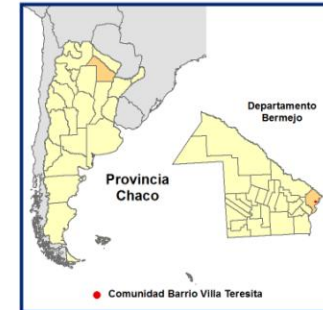 Departamento
Bermejo
Provincia
Chaco
Comunidad Barrio Villa Teresita